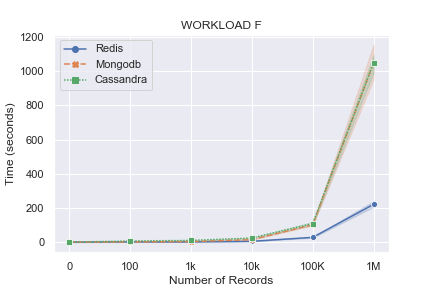 WORKLOAD F
Redis
Mongodb
Cassandra
1200
1000
800
600
400
200
0
Time (seconds)
0 100 1k 10k 100K 1M
Number of Records